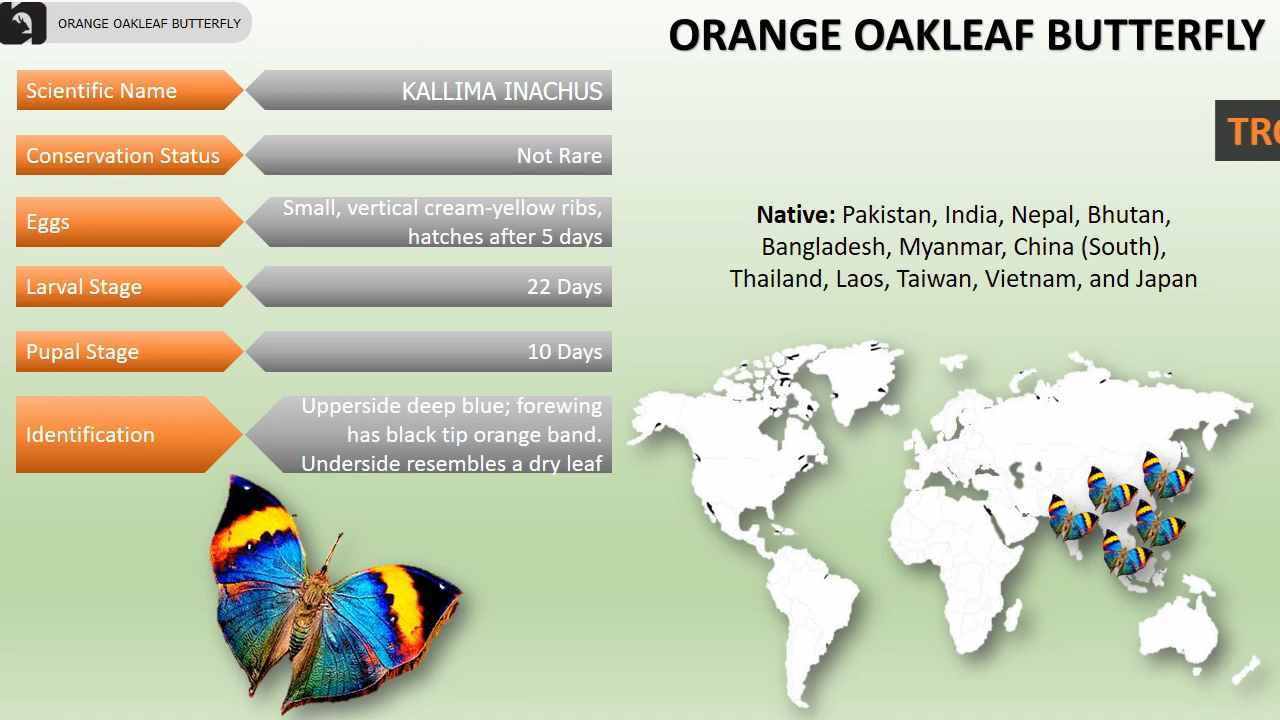 ORANGE OAKLEAF BUTTERFLY
ORANGE OAKLEAF BUTTERFLY
Scientific Name
KALLIMA INACHUS
Conservation Status
Not Rare
Eggs
Small, vertical cream-yellow ribs,
hatches after 5 days
Larval Stage
22 Days
Pupal Stage
10 Days
Identification
Upperside deep blue; forewing
has black tip orange band.
Underside resembles a dry leaf
Native: Pakistan, India, Nepal, Bhutan,
Bangladesh, Myanmar, China (South),
Thailand, Laos, Taiwan, Vietnam, and Japan